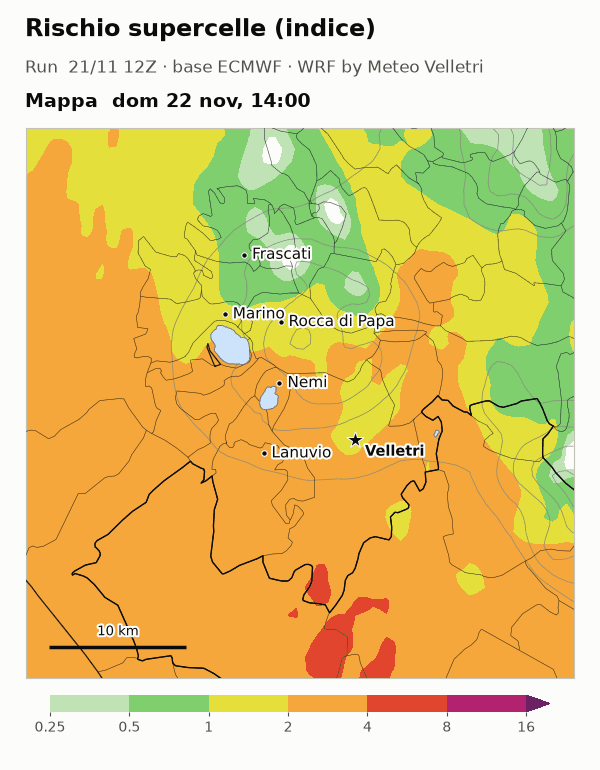 Rischio supercelle (indice)
Run  21/11 12Z · base ECMWF · WRF by Meteo Velletri
Mappa  dom 22 nov, 14:00
Frascati
Marino
Rocca di Papa
Nemi
Velletri
Lanuvio
10 km
0.25 0.5 1 2 4 8 16